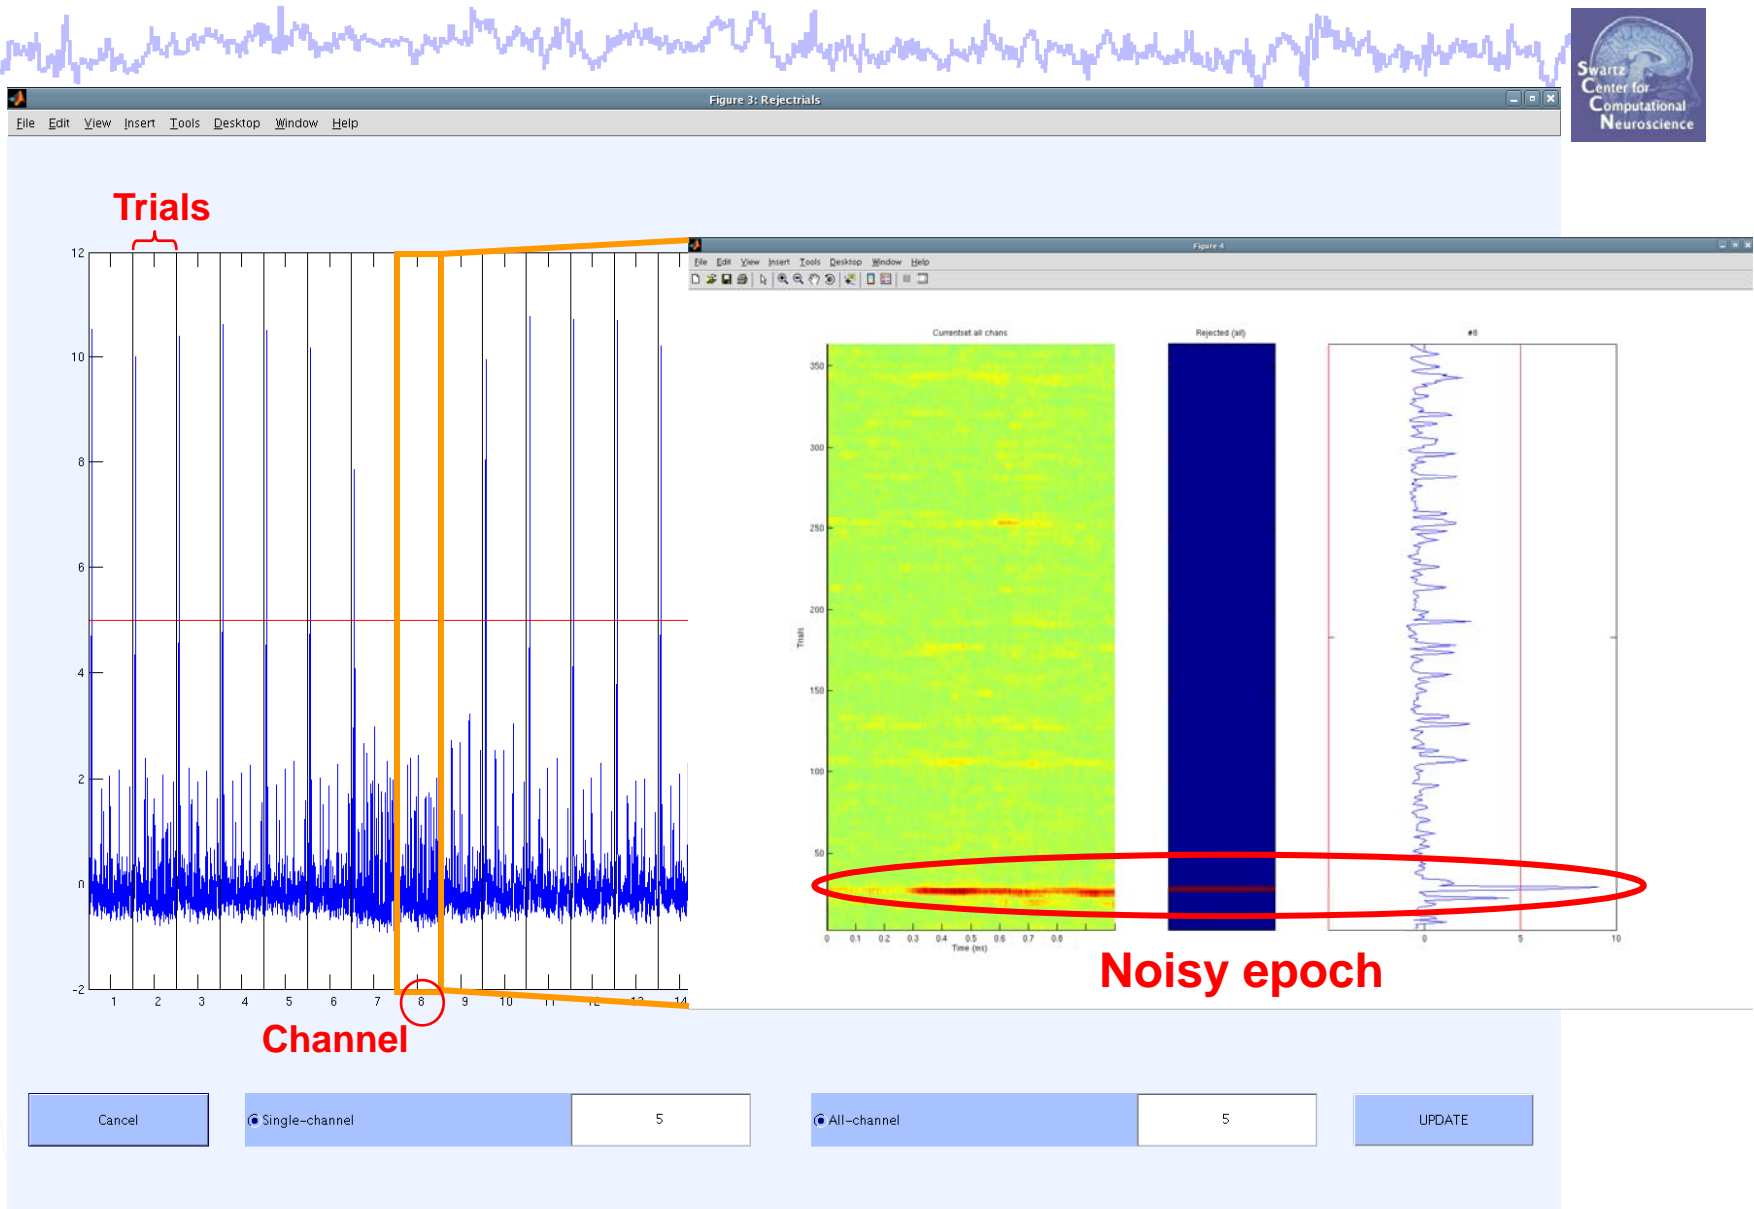 Swartz
Center for
Computational
Neuroscience
Figure 3: Rejectrials
File Edit View Insert Tools Desktop Window Help
Trials
12
10
8
6
4
2
0
-2
1 2 3 4 5 6 7 8 9 10 11 12 13 14
Channel
Figure 4
File Edit View Insert Tools Desktop Window Help
Currentset all chans
Rejected (all)
#8
350
300
250
200
150
100
50
Trials
0 0.1 0.2 0.3 0.4 0.5 0.6 0.7 0.8
Time (ms)
0 5 10
Noisy epoch
Cancel
Single-channel
5
All-channel
5
UPDATE